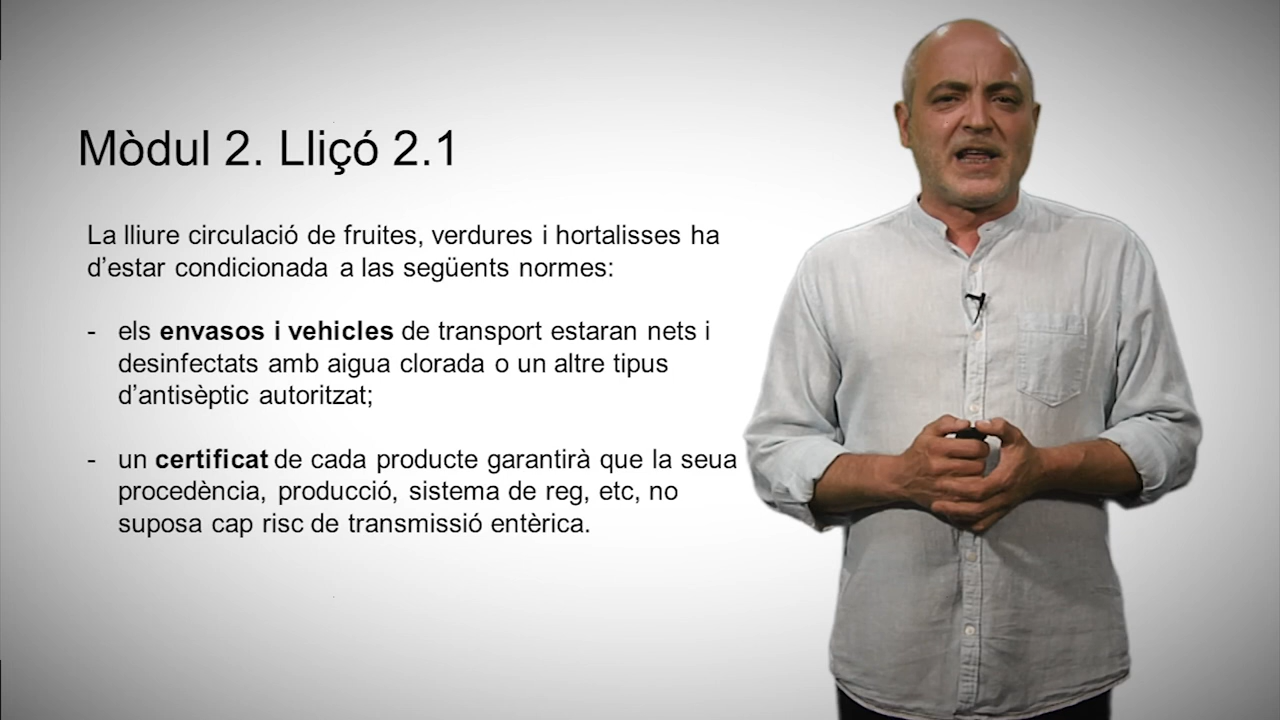 Mòdul 2. Lliçó 2.1
La lliure circulació de fruites, verdures i hortalisses ha
d’estar condicionada a las següents normes:
- els envasos i vehicles de transport estaran nets i
desinfectats amb aigua clorada o un altre tipus
d’antisèptic autoritzat;
- un certificat de cada producte garantirà que la seua
procedència, producció, sistema de reg, etc, no
suposa cap risc de transmissió entèrica.